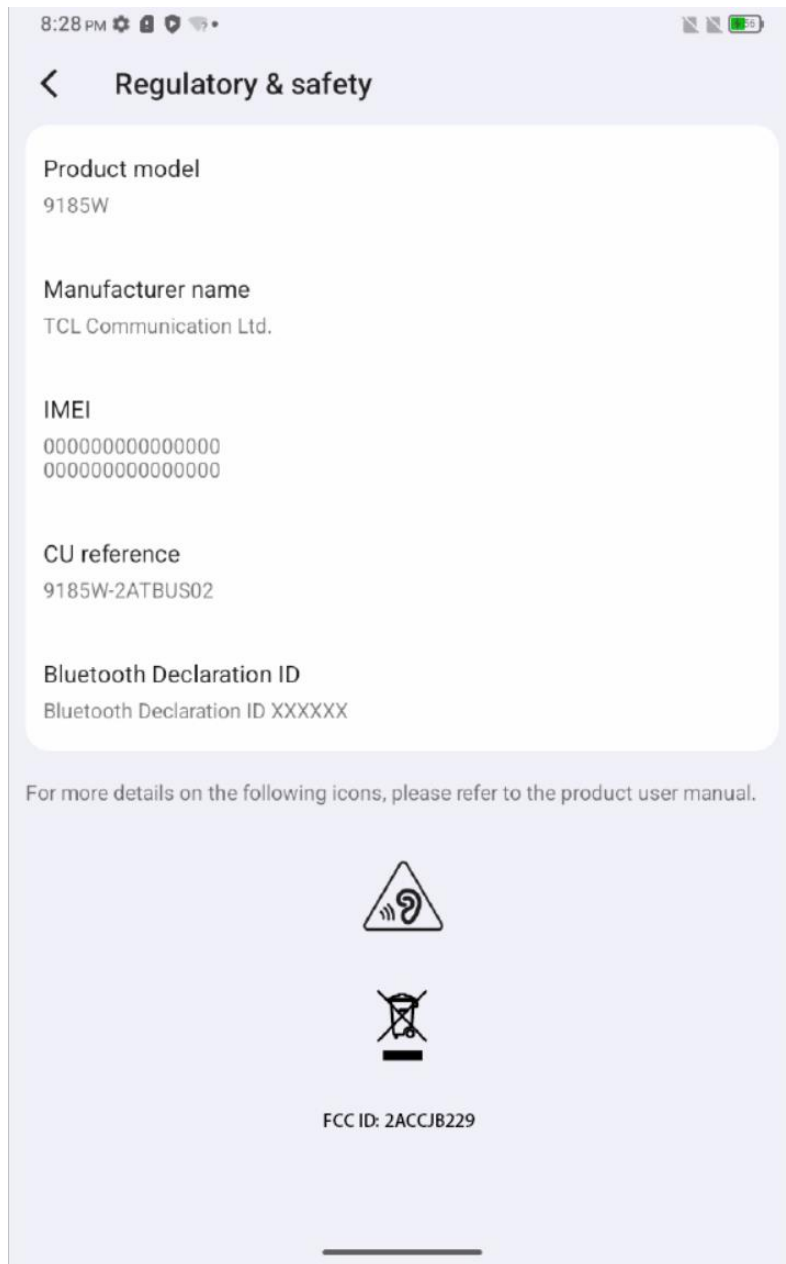 8:28 PM 56
Regulatory & safety
Product model
9185W
Manufacturer name
TCL Communication Ltd.
IMEI
000000000000000
000000000000000
CU reference
9185W-2ATBUS02
Bluetooth Declaration ID
Bluetooth Declaration ID XXXXXX
For more details on the following icons, please refer to the product user manual.
FCC ID: 2ACCJB229